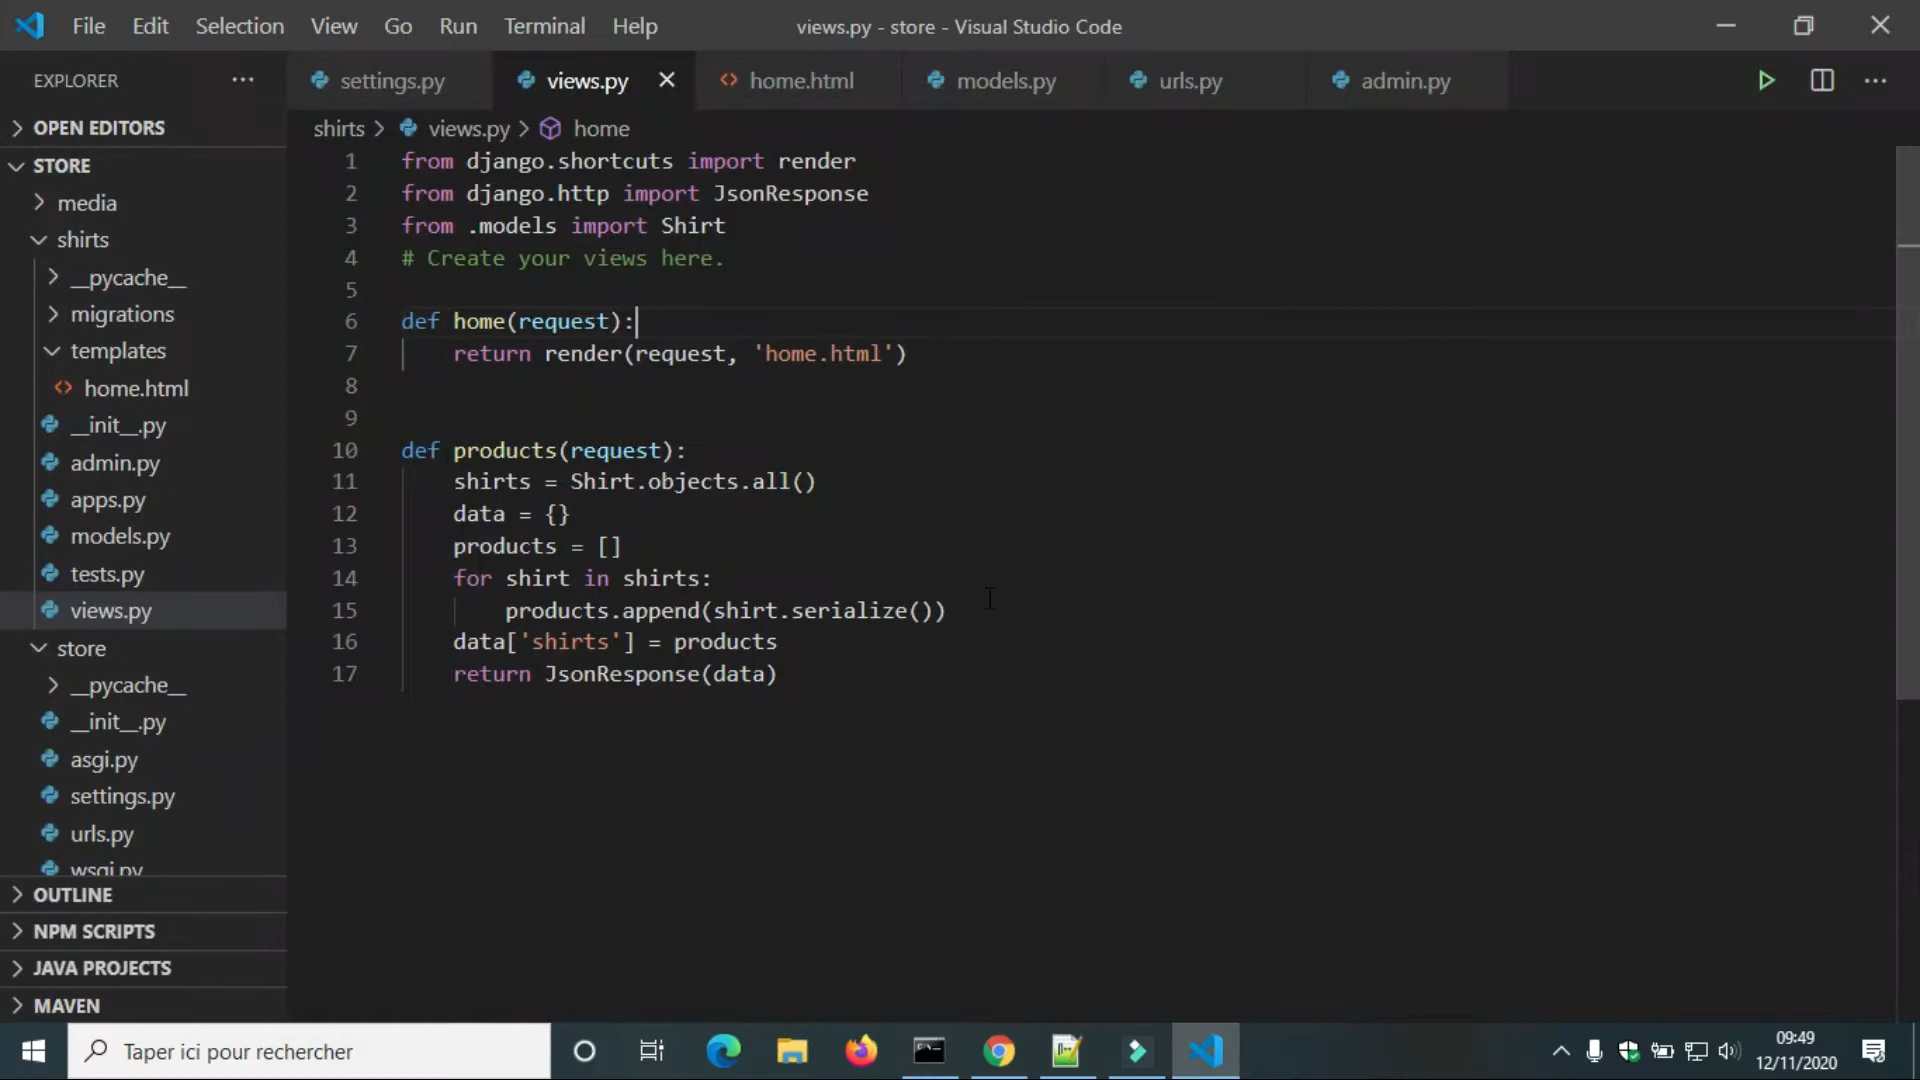 File Edit Selection View Go Run Terminal Help views.py - store - Visual Studio Code
EXPLORER ··· settings.py views.py home.html models.py urls.py admin.py ···
OPEN EDITORS
STORE
media
shirts
__pycache__
migrations
templates
home.html
__init__.py
admin.py
apps.py
models.py
tests.py
views.py
store
__pycache__
__init__.py
asgi.py
settings.py
urls.py
wsgi.py
OUTLINE
NPM SCRIPTS
JAVA PROJECTS
MAVEN
shirts > views.py > home
1 from django.shortcuts import render
2 from django.http import JsonResponse
3 from .models import Shirt
4 # Create your views here.
5
6 def home(request):
7 return render(request, 'home.html')
8
9
10 def products(request):
11 shirts = Shirt.objects.all()
12 data = {}
13 products = []
14 for shirt in shirts:
15 products.append(shirt.serialize())
16 data['shirts'] = products
17 return JsonResponse(data)
Taper ici pour rechercher
09:49
12/11/2020